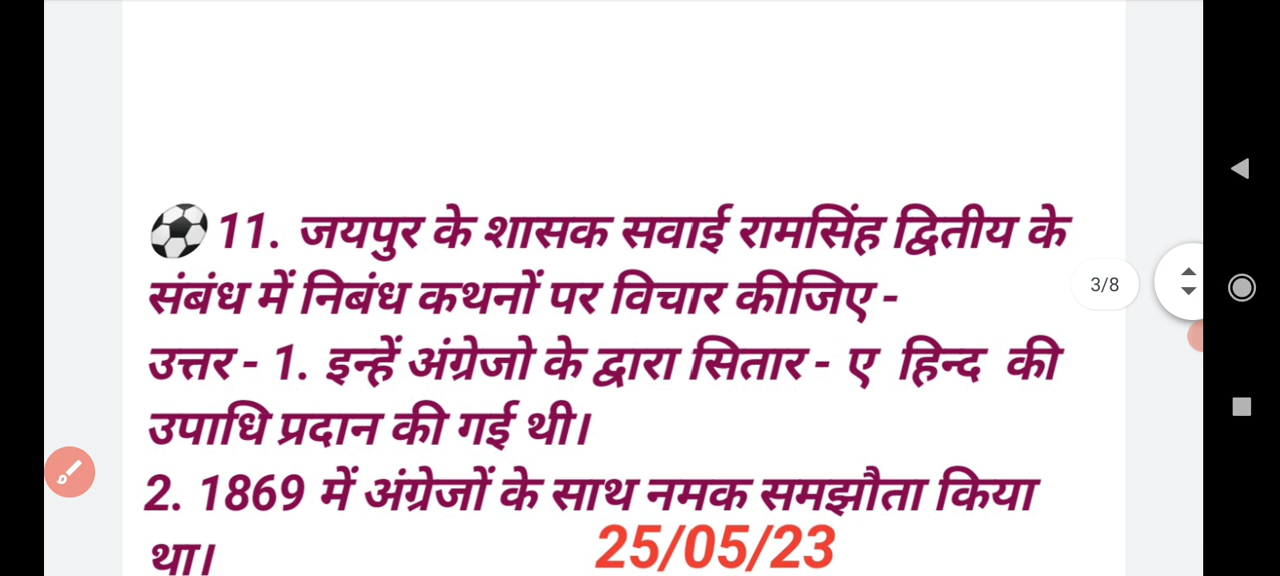 11. जयपुर के शासक सवाई रामसिंह द्वितीय के
संबंध में निबंध कथनों पर विचार कीजिए -
3/8
उत्तर - 1. इन्हें अंग्रेजो के द्वारा सितार - ए हिन्द की
उपाधि प्रदान की गई थी।
2. 1869 में अंग्रेजों के साथ नमक समझौता किया
था।
25/05/23